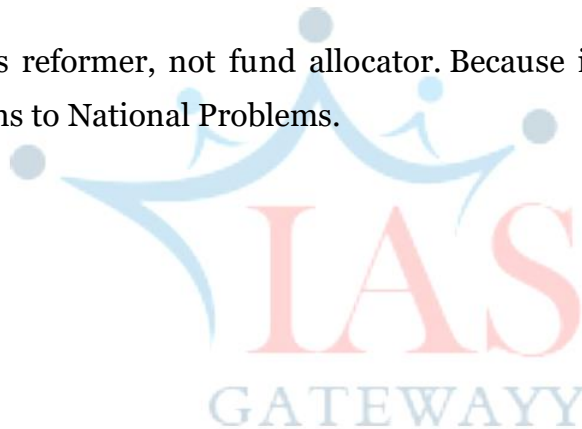 s reformer, not fund allocator. Because i
ns to National Problems.
IAS
GATEWAYY